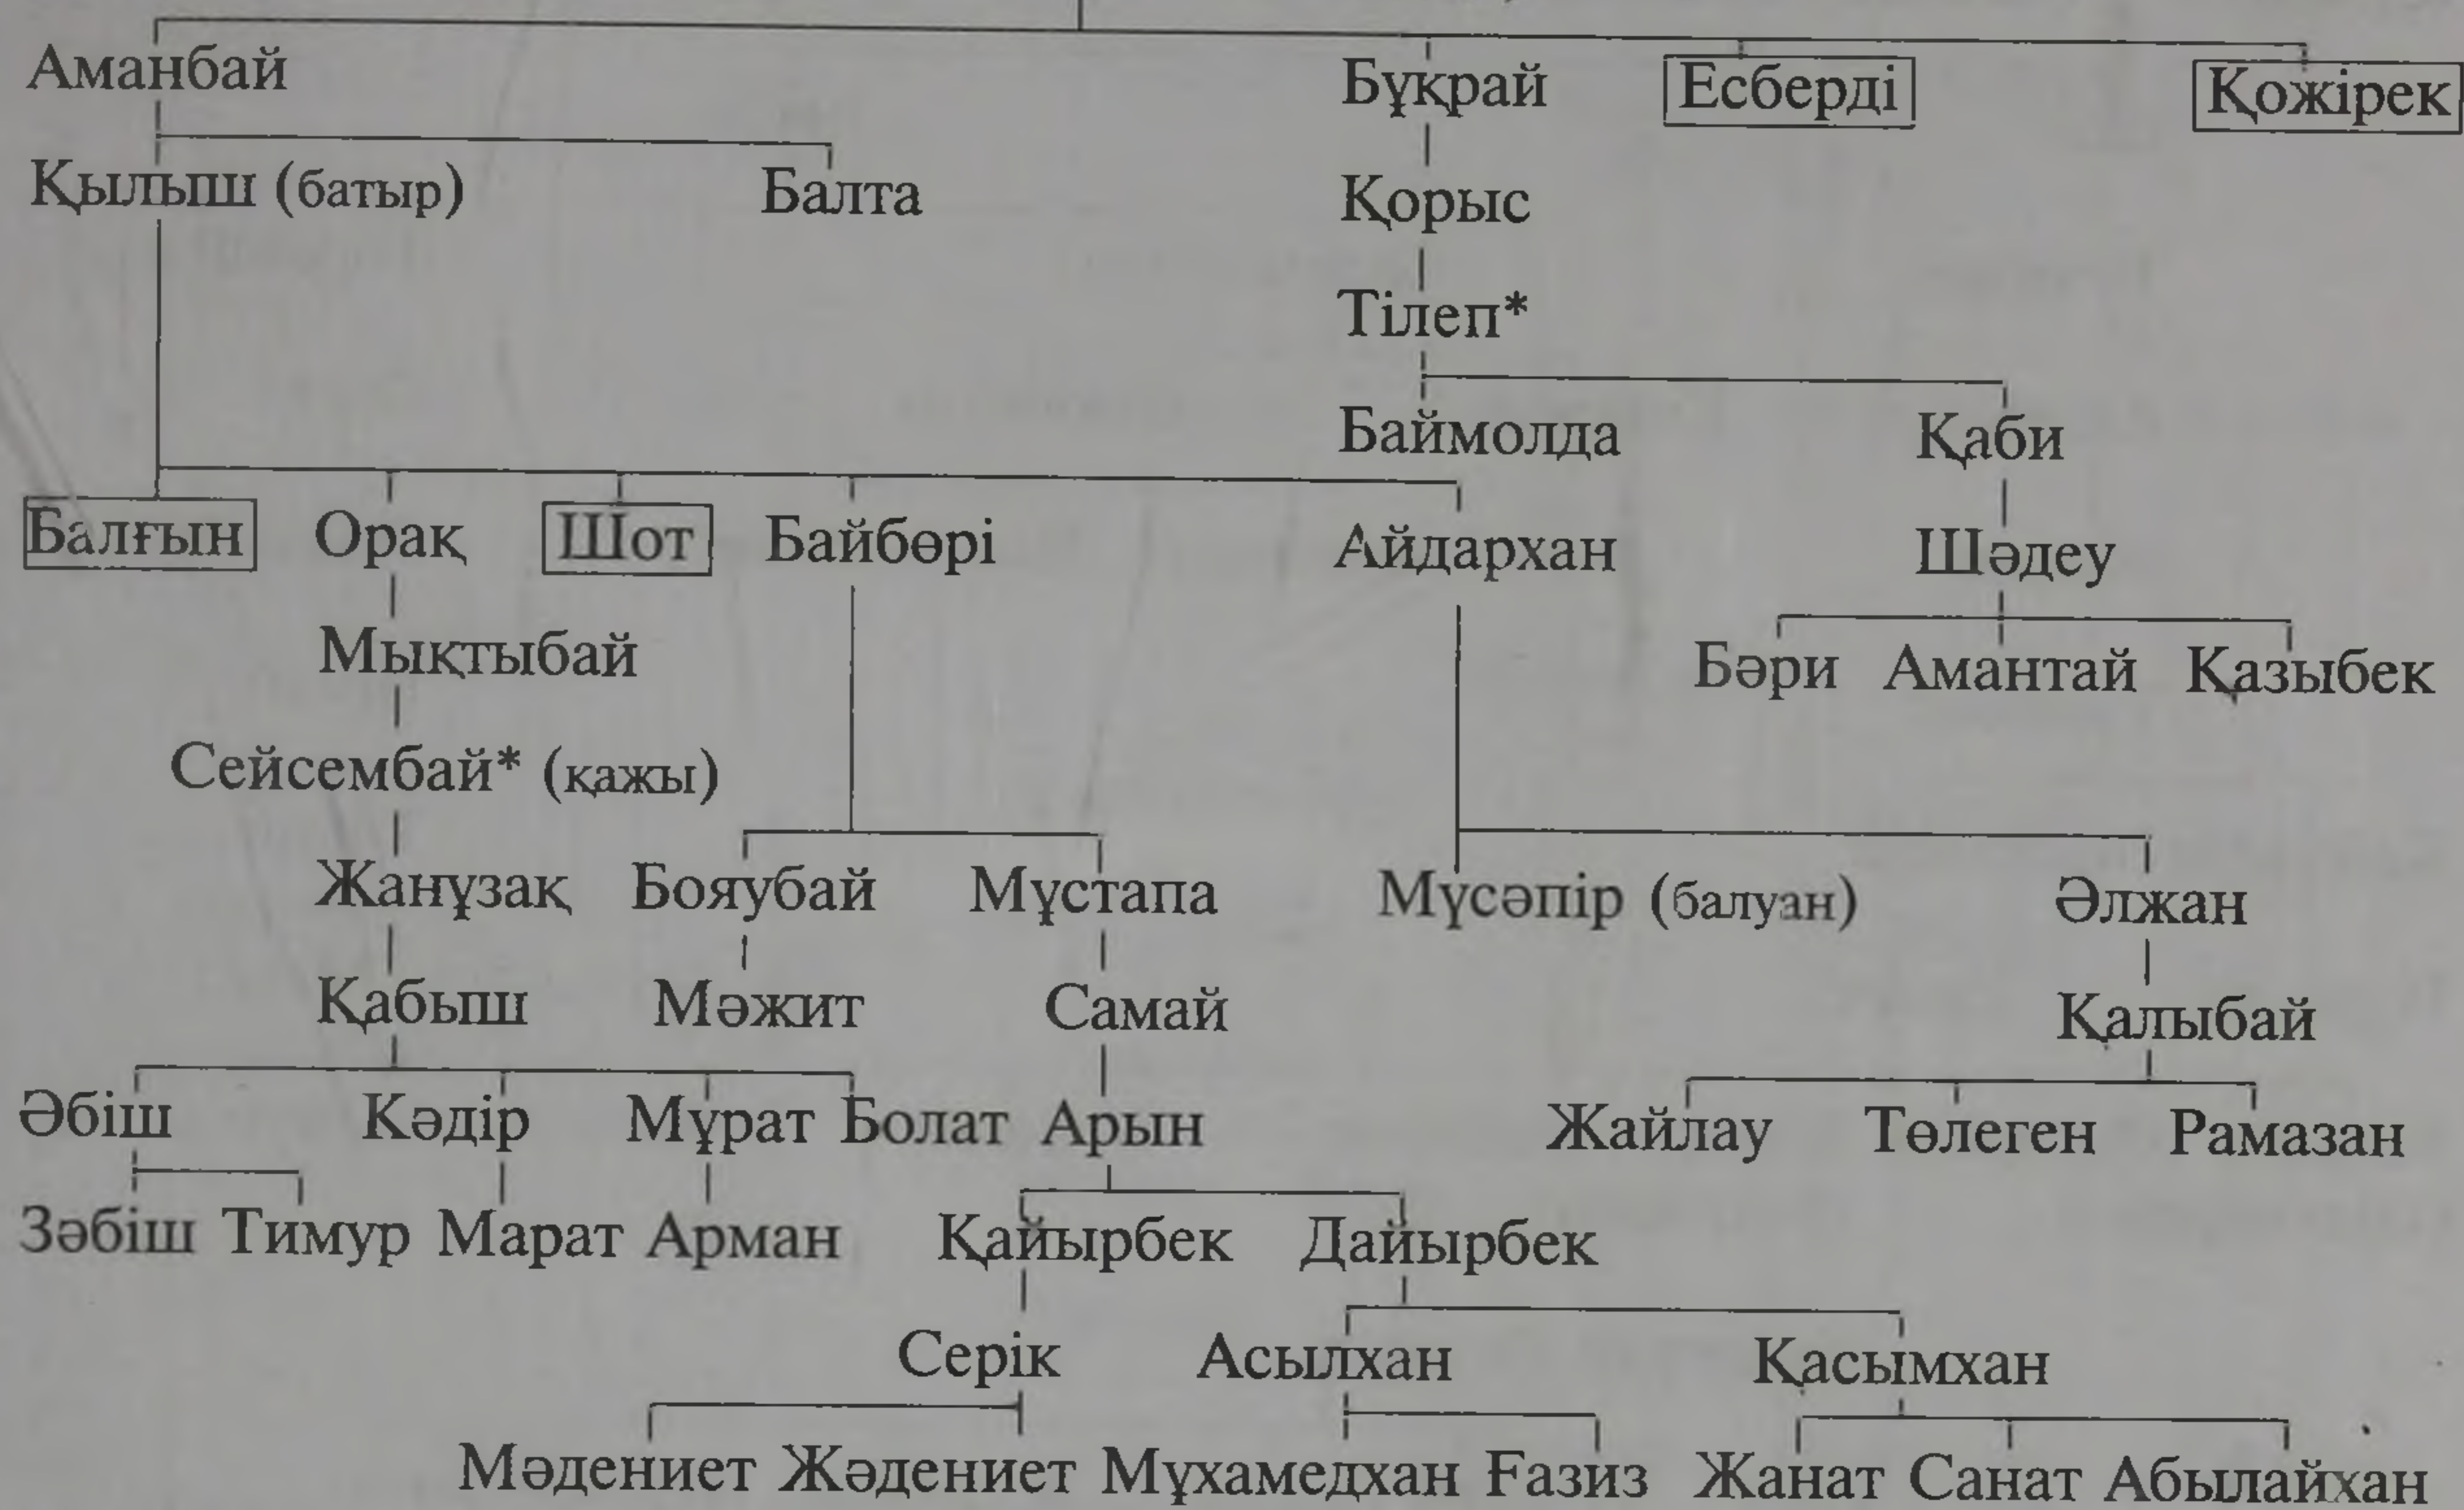 Аманбай Бұқрай Есберді Қожірек
Қылыш (батыр) Балта Қорыс
Тілеп*
Баймолда Қаби
Балғын Орақ Шот Байбөрі Айдархан Шәдеу
Мықтыбай Бәри Амантай Қазыбек
Сейсембай* (қажы)
Жанұзақ Бояубай Мұстапа Мүсәпір (балуан) Әлжан
Қабыш Мәжит Самай Қалыбай
Әбіш Кәдір Мұрат Болат Арын Жайлау Төлеген Рамазан
Зәбіш Тимур Марат Арман Қайырбек Дайырбек
Серік Асылхан Қасымхан
Мәдениет Жәдениет Мұхамедхан Ғазиз Жанат Санат Абылайхан